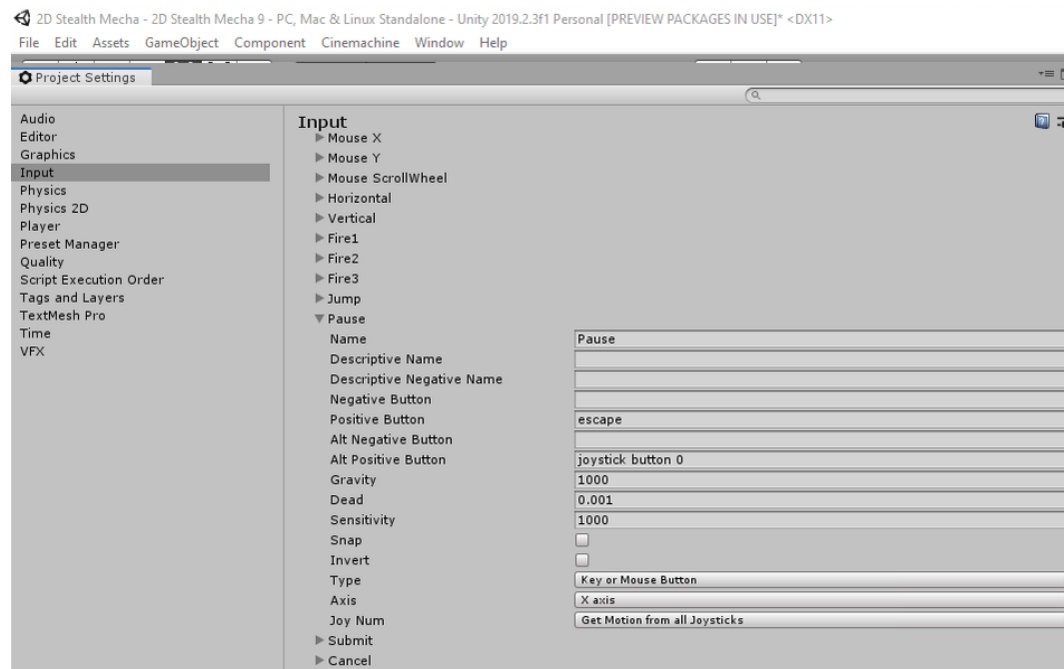 2D Stealth Mecha - 2D Stealth Mecha 9 - PC, Mac & Linux Standalone - Unity 2019.2.3f1 Personal [PREVIEW PACKAGES IN USE]* <DX11>
File Edit Assets GameObject Component Cinemachine Window Help
Project Settings
Audio
Editor
Graphics
Input
Physics
Physics 2D
Player
Preset Manager
Quality
Script Execution Order
Tags and Layers
TextMesh Pro
Time
VFX
Input
Mouse X
Mouse Y
Mouse ScrollWheel
Horizontal
Vertical
Fire1
Fire2
Fire3
Jump
Pause
Name Pause
Descriptive Name
Descriptive Negative Name
Negative Button
Positive Button escape
Alt Negative Button
Alt Positive Button joystick button 0
Gravity 1000
Dead 0.001
Sensitivity 1000
Snap
Invert
Type Key or Mouse Button
Axis X axis
Joy Num Get Motion from all Joysticks
Submit
Cancel